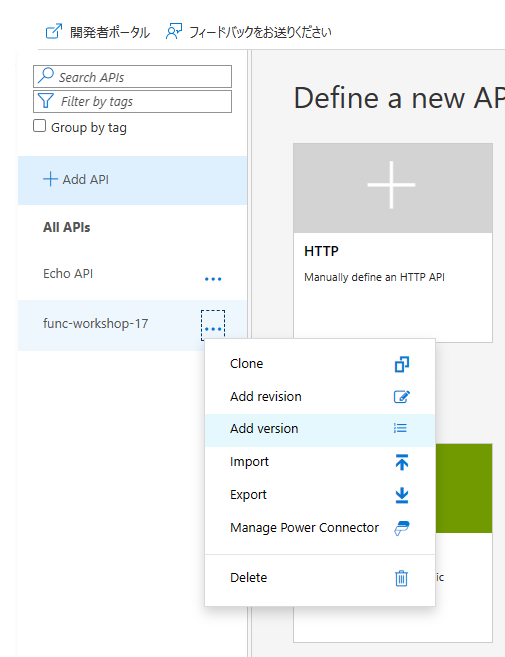 開発者ポータル フィードバックをお送りください
Search APIs
Filter by tags
Group by tag
Add API
All APIs
Echo API
func-workshop-17
Define a new AP
HTTP
Manually define an HTTP API
Clone
Add revision
Add version
Import
Export
Manage Power Connector
Delete
ic